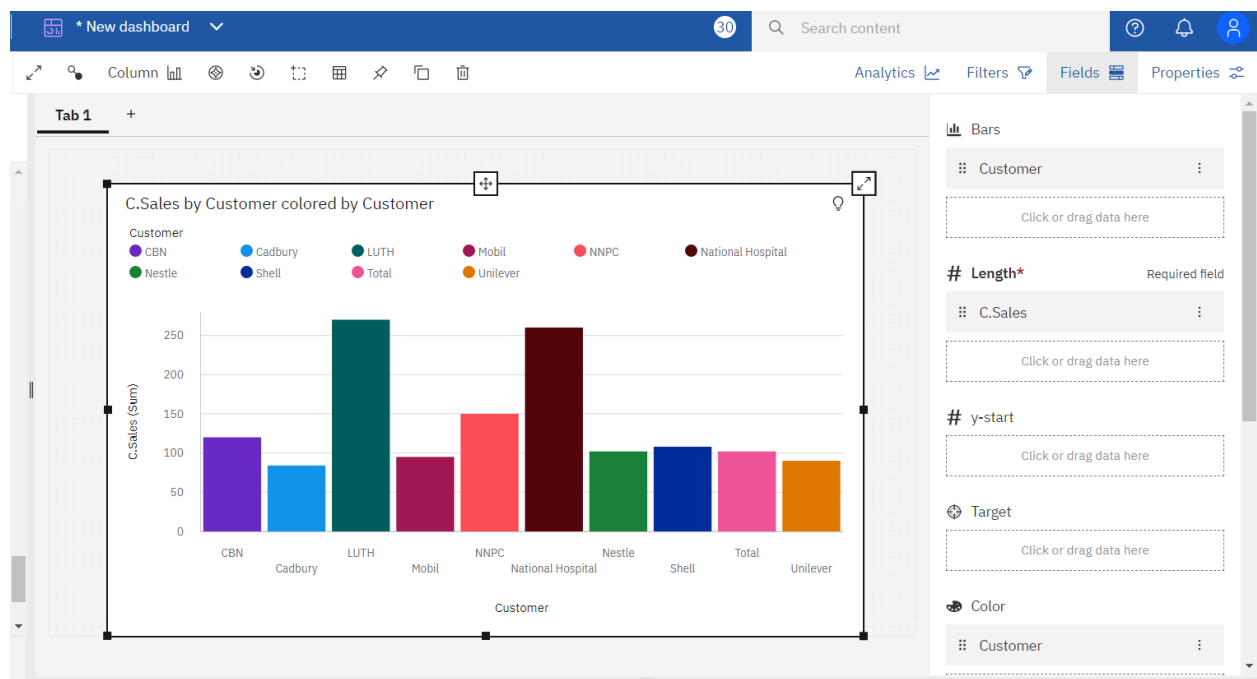 * New dashboard
30
Search content
Column
Analytics
Filters
Fields
Properties
Tab 1
+
C.Sales by Customer colored by Customer
Customer
CBN Cadbury LUTH Mobil NNPC National Hospital
Nestle Shell Total Unilever
250
200
150
100
50
0
C.Sales (Sum)
CBN LUTH NNPC Nestle Total
Cadbury Mobil National Hospital Shell Unilever
Customer
Bars
Customer
Click or drag data here
# Length* Required field
C.Sales
Click or drag data here
# y-start
Click or drag data here
Target
Click or drag data here
Color
Customer